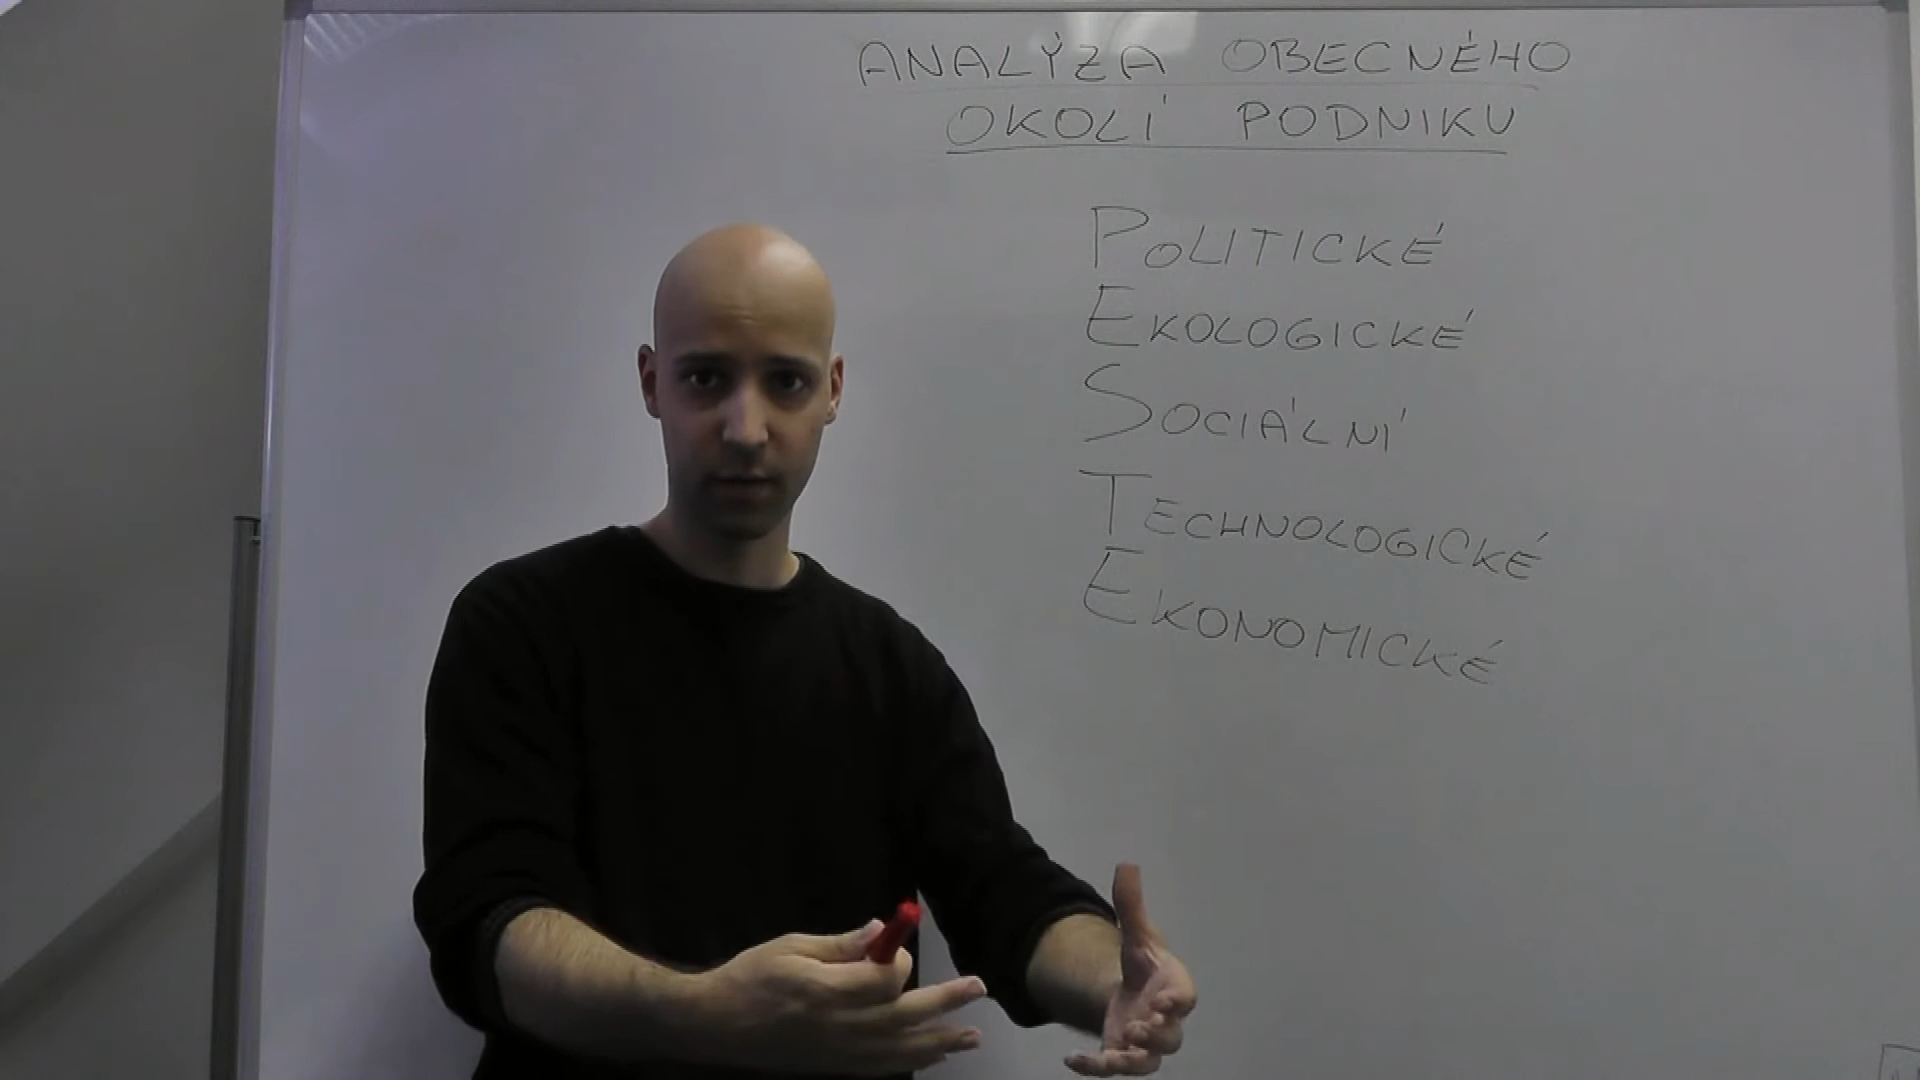 ANALÝZA OBECNÉHO
OKOLÍ PODNIKU
POLITICKÉ
EKOLOGICKÉ
SOCIÁLNÍ
TECHNOLOGICKÉ
EKONOMICKÉ